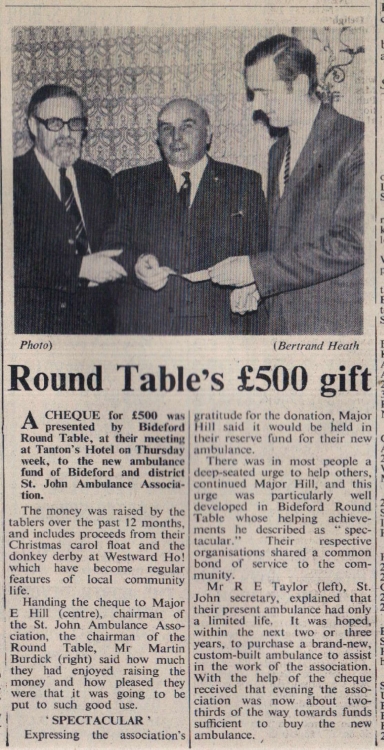 Photo)
(Bertrand Heath
Round Table's £500 gift
A CHEQUE for £500 was
presented by Bideford
Round Table, at their meeting
at Tanton's Hotel on Thursday
week, to the new ambulance
fund of Bideford and district
St. John Ambulance Associa-
tion.
The money was raised by the
tablers over the past 12 months,
and includes proceeds from their
Christmas carol float and the
donkey derby at Westward Ho!
which have become regular
features of local community
life.
Handing the cheque to Major
E Hill (centre), chairman of
the St. John Ambulance Asso-
ciation, the chairman of the
Round Table, Mr Martin
Burdick (right) said how much
they had enjoyed raising the
money and how pleased they
were that it was going to be
put to such good use.
' SPECTACULAR '
Expressing the association's
gratitude for the donation, Major
Hill said it would be held in
their reserve fund for their new
ambulance.
There was in most people a
deep-seated urge to help others,
continued Major Hill, and this
urge was particularly well
developed in Bideford Round
Table whose helping achieve-
ments he described as " spec-
tacular." Their respective
organisations shared a common
bond of service to the com-
munity.
Mr R E Taylor (left), St.
John secretary, explained that
their present ambulance had only
a limited life. It was hoped,
within the next two or three
years, to purchase a brand-new,
custom-built ambulance to assist
in the work of the association.
With the help of the cheque
received that evening the asso-
ciation was now about two-
thirds of the way towards funds
sufficient to buy the new
ambulance.